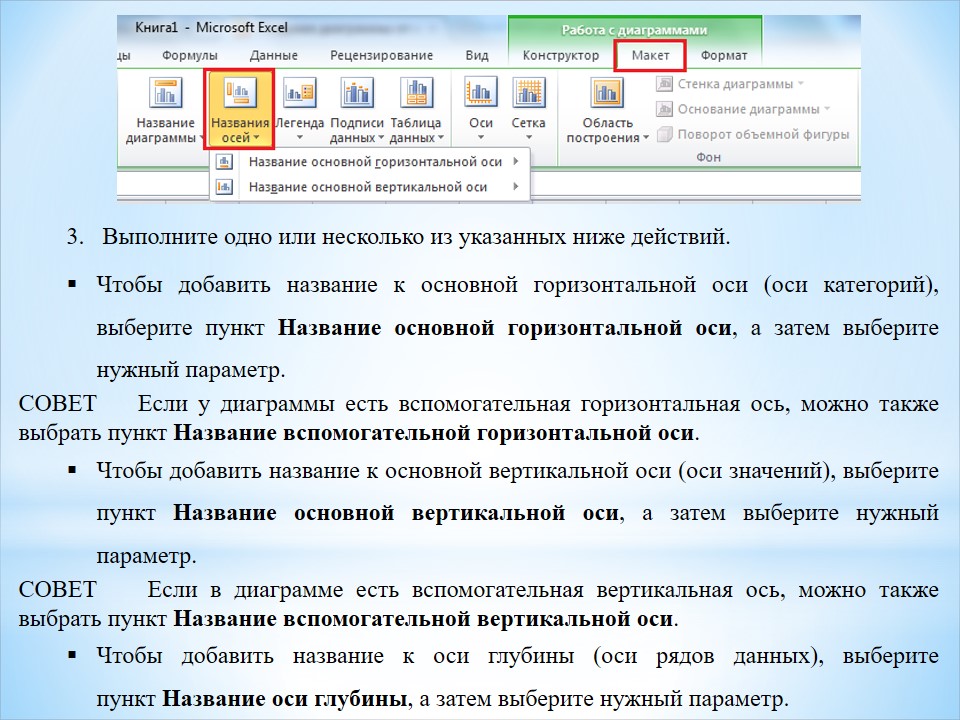 Книга1 - Microsoft Excel
Работа с диаграммами
цы Формулы Данные Рецензирование Вид Конструктор Макет Формат
Название диаграммы
Названия осей
Легенда
Подписи данных
Таблица данных
Оси
Сетка
Область построения
Стенка диаграммы
Основание диаграммы
Поворот объемной фигуры
Фон
Название основной горизонтальной оси
Название основной вертикальной оси
3. Выполните одно или несколько из указанных ниже действий.
▪ Чтобы добавить название к основной горизонтальной оси (оси категорий),
выберите пункт Название основной горизонтальной оси, а затем выберите
нужный параметр.
СОВЕТ Если у диаграммы есть вспомогательная горизонтальная ось, можно также
выбрать пункт Название вспомогательной горизонтальной оси.
▪ Чтобы добавить название к основной вертикальной оси (оси значений), выберите
пункт Название основной вертикальной оси, а затем выберите нужный
параметр.
СОВЕТ Если в диаграмме есть вспомогательная вертикальная ось, можно также
выбрать пункт Название вспомогательной вертикальной оси.
▪ Чтобы добавить название к оси глубины (оси рядов данных), выберите
пункт Название оси глубины, а затем выберите нужный параметр.